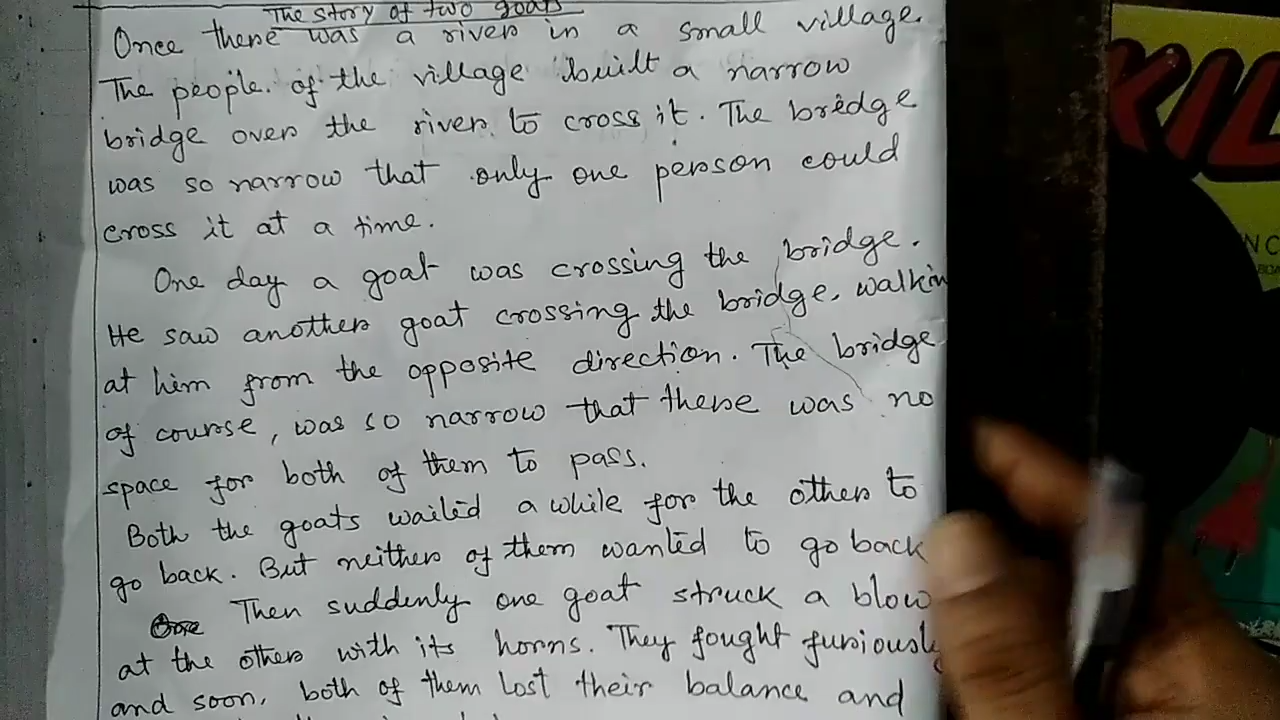 The story of two goats
Once there was a river in a small village.
The people. of the village built a narrow
bridge over the river. to cross it. The bridge
was so narrow that only one person could
cross it at a time.
One day a goat was crossing the bridge.
He saw another goat crossing the bridge, walkin
at him from the opposite direction. The bridge
of course, was so narrow that there was no
space for both of them to pass.
Both the goats waited a while for the other to
go back. But neither of them wanted to go back
Then suddenly one goat struck a blow
at the other with its horns. They fought furiously
and soon, both of them lost their balance and
KID